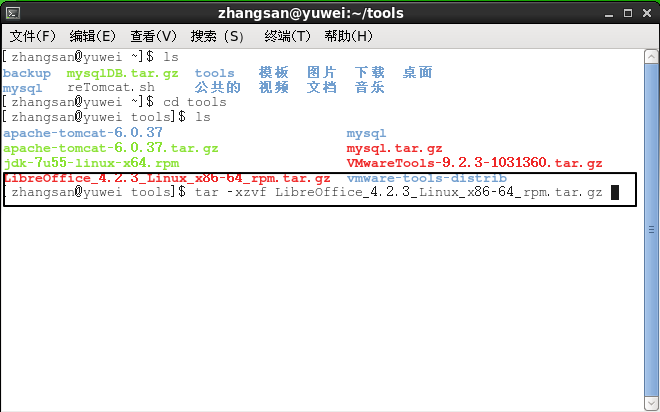 zhangsan@yuwei:~/tools
文件(F) 编辑(E) 查看(V) 搜索 (S) 终端(T) 帮助(H)
[zhangsan@yuwei ~]$ ls
backup mysqlDB.tar.gz tools 模板 图片 下载 桌面
mysql reTomcat.sh 公共的 视频 文档 音乐
[zhangsan@yuwei ~]$ cd tools
[zhangsan@yuwei tools]$ ls
apache-tomcat-6.0.37 mysql
apache-tomcat-6.0.37.tar.gz mysql.tar.gz
jdk-7u55-linux-x64.rpm VMwareTools-9.2.3-1031360.tar.gz
LibreOffice_4.2.3_Linux_x86-64_rpm.tar.gz vmware-tools-distrib
[zhangsan@yuwei tools]$ tar -xzvf LibreOffice_4.2.3_Linux_x86-64_rpm.tar.gz